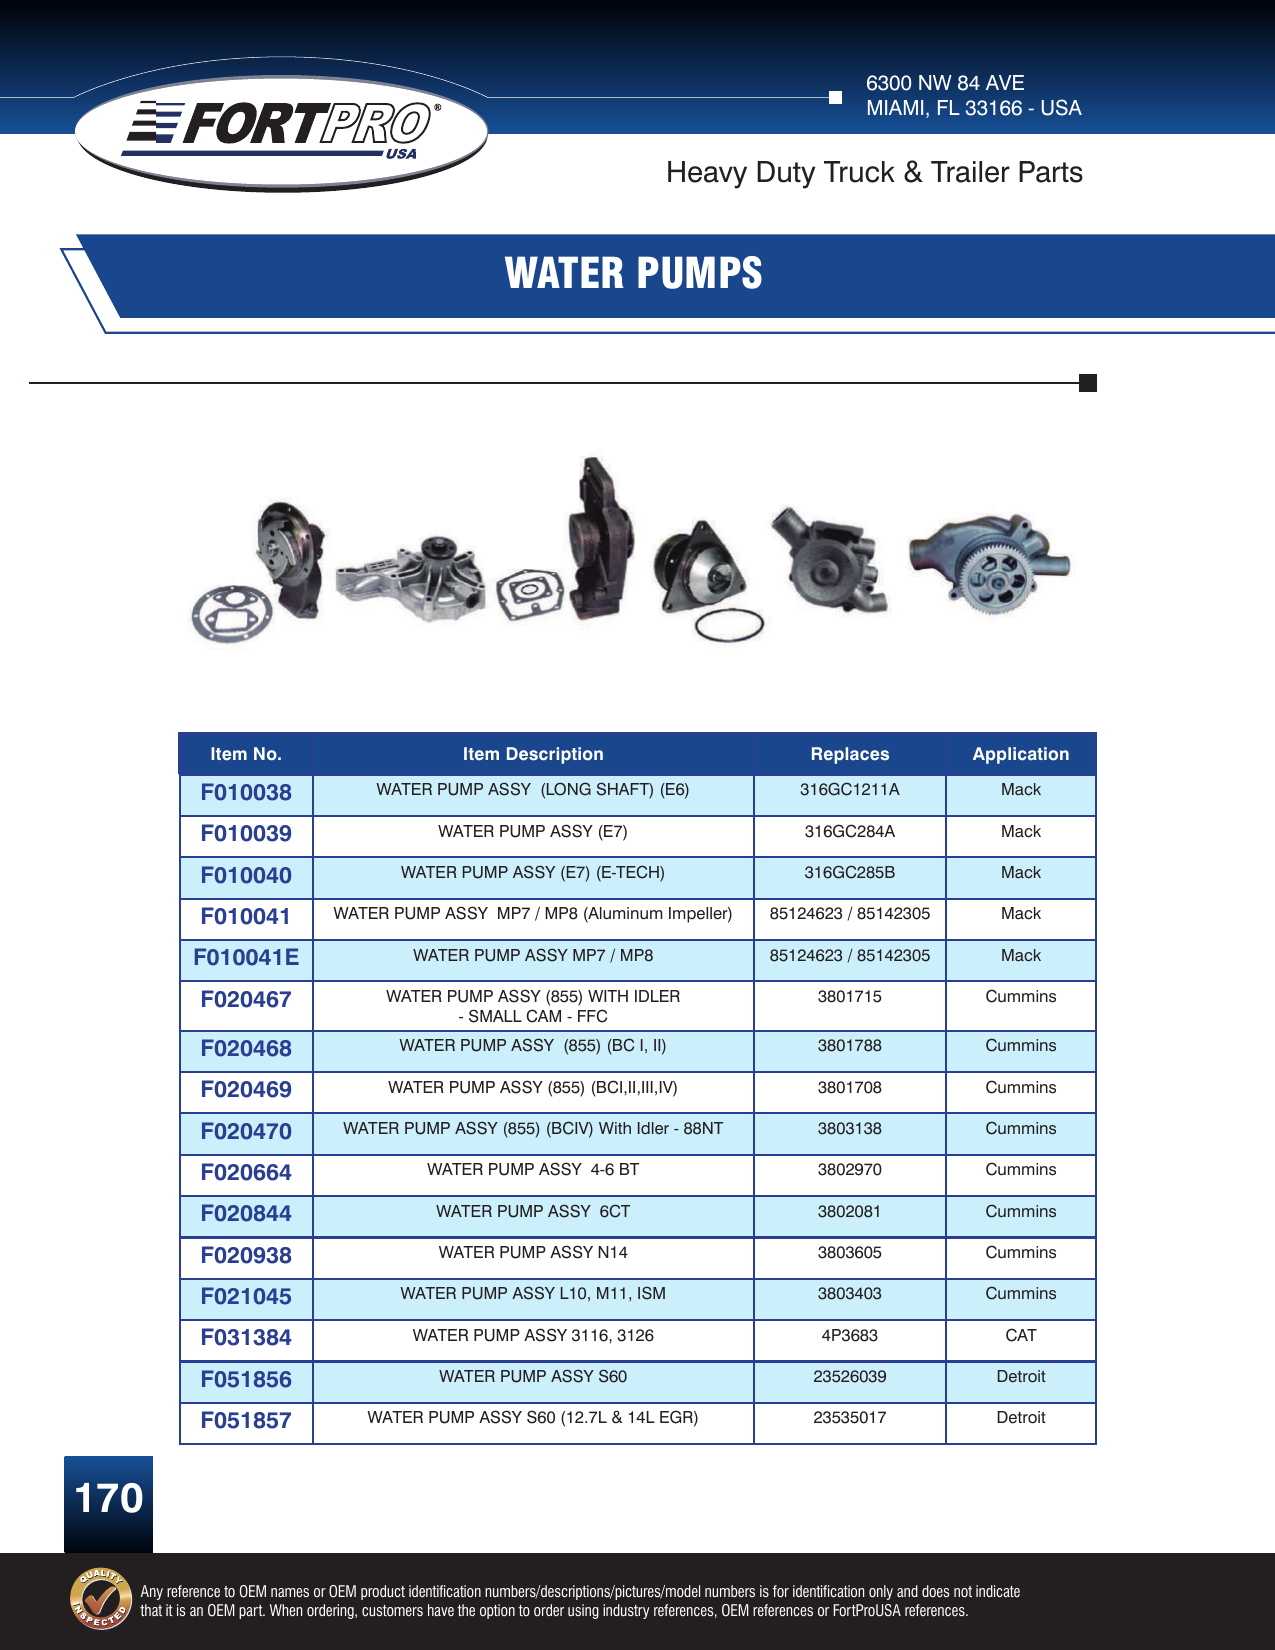 6300 NW 84 AVE
MIAMI, FL 33166 - USA
FORTPRO®
USA
Heavy Duty Truck & Trailer Parts
WATER PUMPS
Item No. Item Description Replaces Application
F010038 WATER PUMP ASSY (LONG SHAFT) (E6) 316GC1211A Mack
F010039 WATER PUMP ASSY (E7) 316GC284A Mack
F010040 WATER PUMP ASSY (E7) (E-TECH) 316GC285B Mack
F010041 WATER PUMP ASSY MP7 / MP8 (Aluminum Impeller) 85124623 / 85142305 Mack
F010041E WATER PUMP ASSY MP7 / MP8 85124623 / 85142305 Mack
F020467 WATER PUMP ASSY (855) WITH IDLER 3801715 Cummins
- SMALL CAM - FFC
F020468 WATER PUMP ASSY (855) (BC I, II) 3801788 Cummins
F020469 WATER PUMP ASSY (855) (BCI,II,III,IV) 3801708 Cummins
F020470 WATER PUMP ASSY (855) (BCIV) With Idler - 88NT 3803138 Cummins
F020664 WATER PUMP ASSY 4-6 BT 3802970 Cummins
F020844 WATER PUMP ASSY 6CT 3802081 Cummins
F020938 WATER PUMP ASSY N14 3803605 Cummins
F021045 WATER PUMP ASSY L10, M11, ISM 3803403 Cummins
F031384 WATER PUMP ASSY 3116, 3126 4P3683 CAT
F051856 WATER PUMP ASSY S60 23526039 Detroit
F051857 WATER PUMP ASSY S60 (12.7L & 14L EGR) 23535017 Detroit
170
QUALITY
INSPECTED
Any reference to OEM names or OEM product identification numbers/descriptions/pictures/model numbers is for identification only and does not indicate
that it is an OEM part. When ordering, customers have the option to order using industry references, OEM references or FortProUSA references.